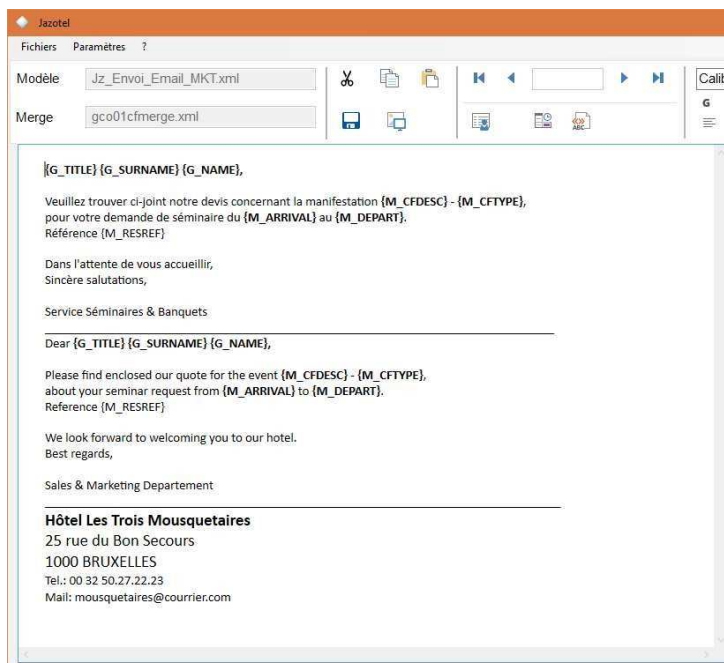 Jazotel
Fichiers Paramètres ?
Modèle Jz_Envoi_Email_MKT.xml
Calib
Merge gco01cfmerge.xml
G
ABC
{G_TITLE} {G_SURNAME} {G_NAME},
Veuillez trouver ci-joint notre devis concernant la manifestation {M_CFDESC} - {M_CFTYPE},
pour votre demande de séminaire du {M_ARRIVAL} au {M_DEPART}.
Référence {M_RESREF}
Dans l'attente de vous accueillir,
Sincère salutations,
Service Séminaires & Banquets
Dear {G_TITLE} {G_SURNAME} {G_NAME},
Please find enclosed our quote for the event {M_CFDESC} - {M_CFTYPE},
about your seminar request from {M_ARRIVAL} to {M_DEPART}.
Reference {M_RESREF}
We look forward to welcoming you to our hotel.
Best regards,
Sales & Marketing Departement
Hôtel Les Trois Mousquetaires
25 rue du Bon Secours
1000 BRUXELLES
Tel.: 00 32 50.27.22.23
Mail: mousquetaires@courrier.com